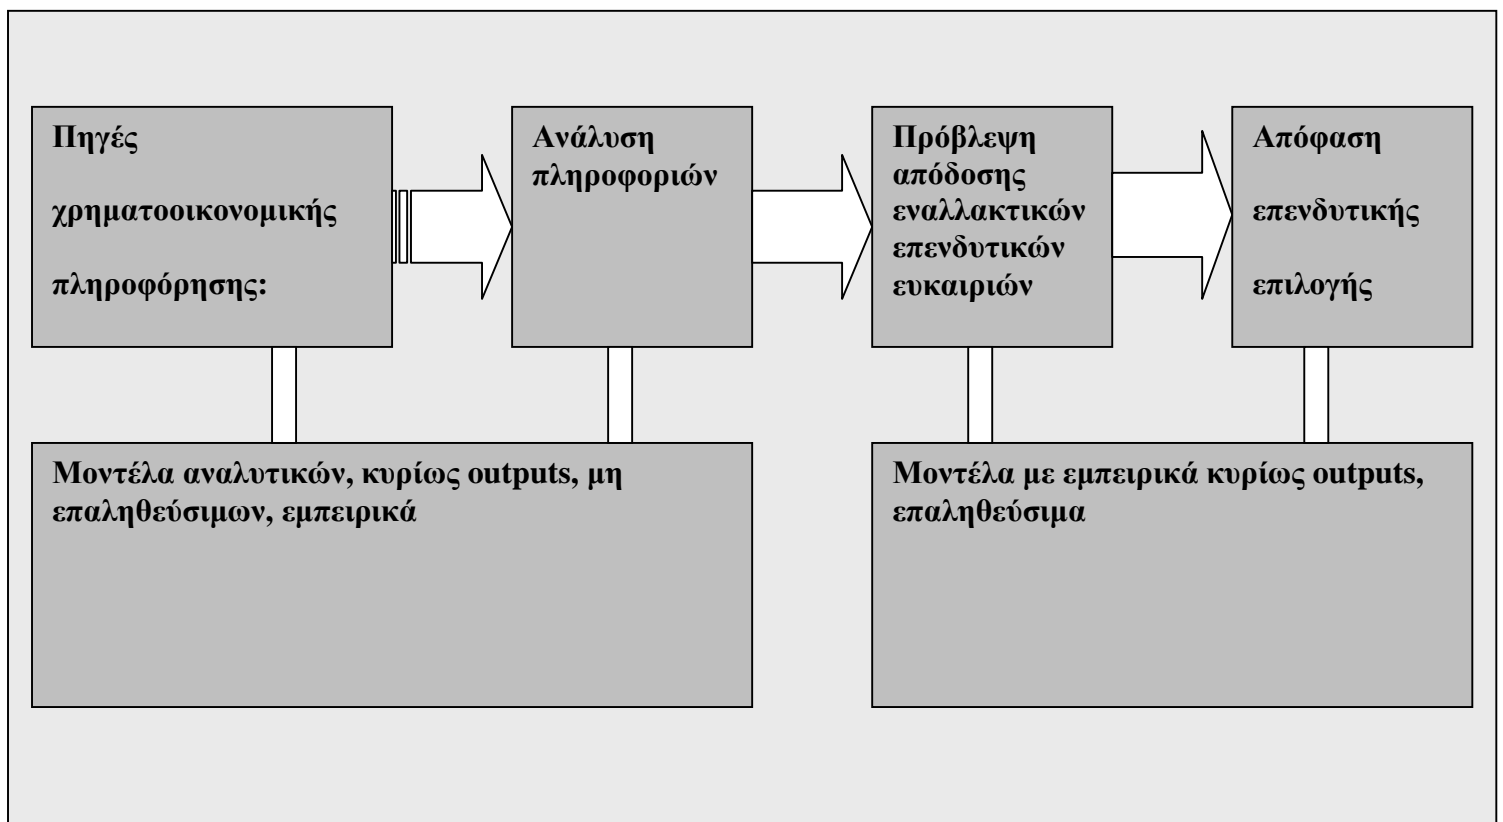 Πηγές
χρηματοοικονομικής
πληροφόρησης:
Ανάλυση
πληροφοριών
Πρόβλεψη
απόδοσης
εναλλακτικών
επενδυτικών
ευκαιριών
Απόφαση
επενδυτικής
επιλογής
Μοντέλα αναλυτικών, κυρίως outputs, μη
επαληθεύσιμων, εμπειρικά
Μοντέλα με εμπειρικά κυρίως outputs,
επαληθεύσιμα